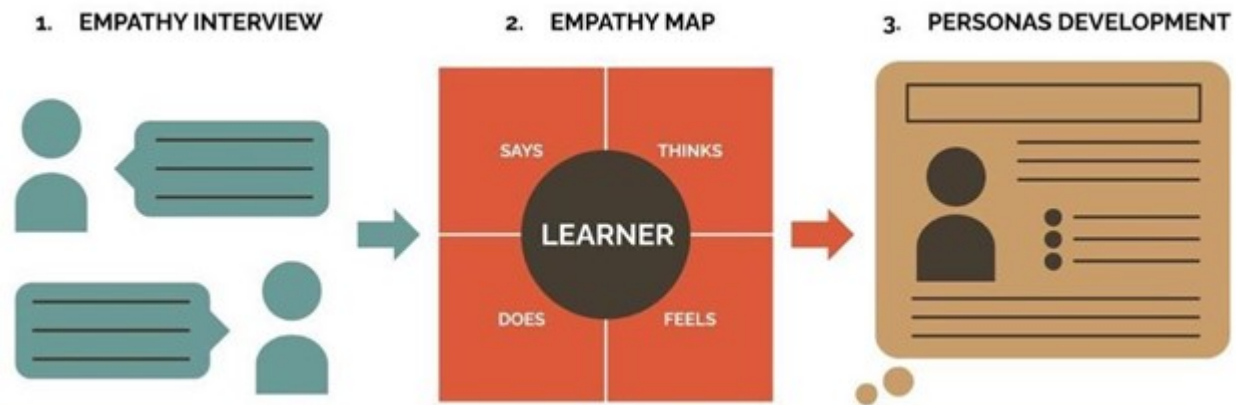 1. EMPATHY INTERVIEW
2. EMPATHY MAP
3. PERSONAS DEVELOPMENT
SAYS
THINKS
LEARNER
DOES
FEELS